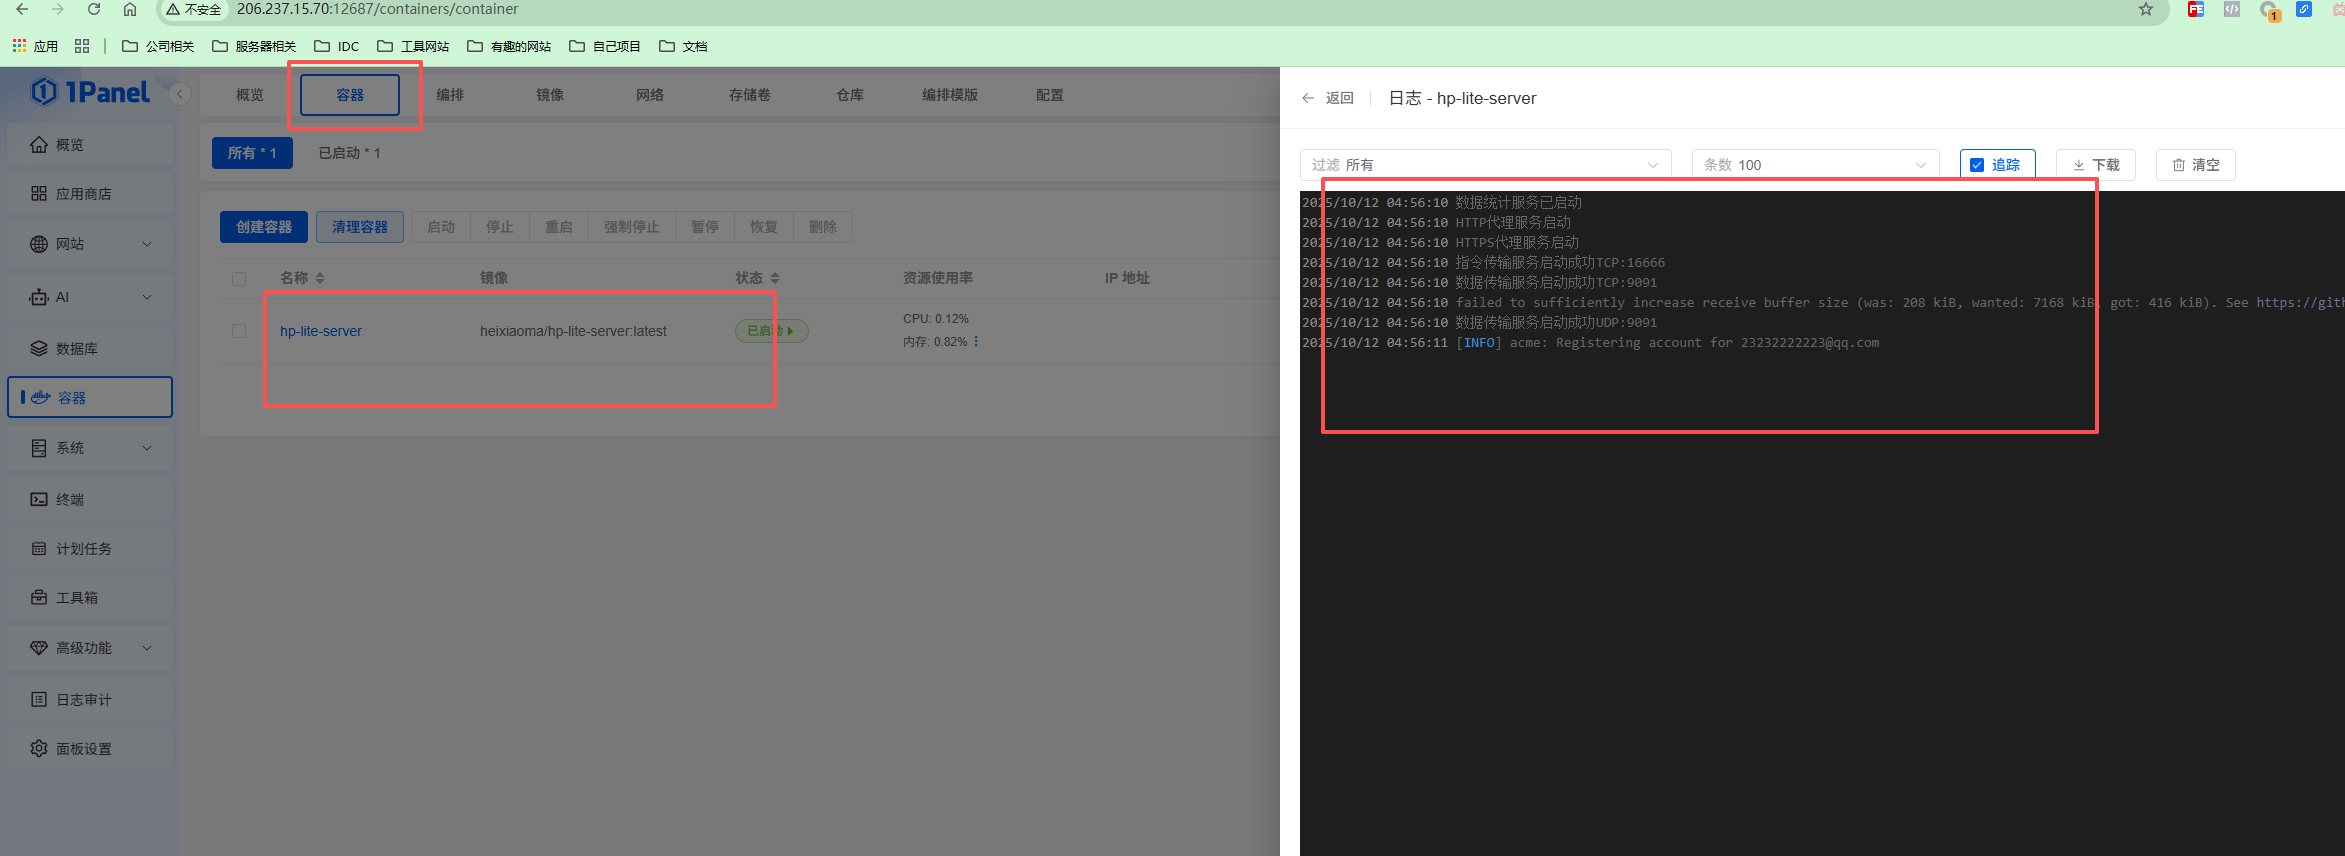 不安全 206.237.15.70:12687/containers/container
1
应用 公司相关 服务器相关 IDC 工具网站 有趣的网站 自己项目 文档
1Panel
概览
应用商店
网站
AI
数据库
容器
系统
终端
计划任务
工具箱
高级功能
日志审计
面板设置
概览 容器 编排 镜像 网络 存储卷 仓库 编排模版 配置
所有 * 1 已启动 * 1
创建容器 清理容器 启动 停止 重启 强制停止 暂停 恢复 删除
名称 镜像 状态 资源使用率 IP 地址
hp-lite-server heixiaoma/hp-lite-server:latest 已启动 CPU: 0.12%
内存: 0.82%
返回 日志 - hp-lite-server
过滤 所有 条数 100 追踪 下载 清空
2025/10/12 04:56:10 数据统计服务已启动
2025/10/12 04:56:10 HTTP代理服务启动
2025/10/12 04:56:10 HTTPS代理服务启动
2025/10/12 04:56:10 指令传输服务启动成功TCP:16666
2025/10/12 04:56:10 数据传输服务启动成功TCP:9091
2025/10/12 04:56:10 failed to sufficiently increase receive buffer size (was: 208 kiB, wanted: 7168 kiB, got: 416 kiB). See https://gith
2025/10/12 04:56:10 数据传输服务启动成功UDP:9091
2025/10/12 04:56:11 [INFO] acme: Registering account for 23232222223@qq.com